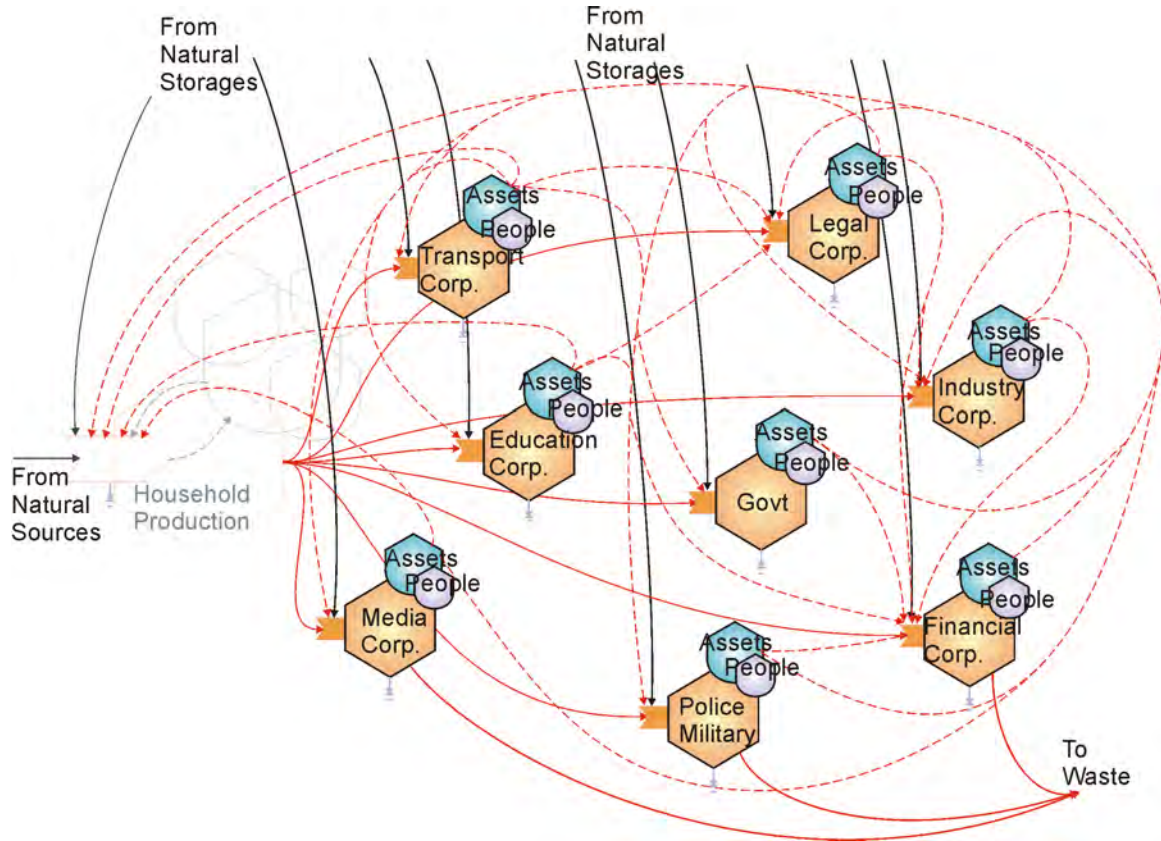 From
Natural
Storages
From
Natural
Storages
Assets
People
Transport
Corp.
Assets
People
Legal
Corp.
Assets
People
Industry
Corp.
Assets
People
Education
Corp.
Assets
People
Govt
From
Natural
Sources
Household
Production
Assets
People
Media
Corp.
Assets
People
Financial
Corp.
Assets
People
Police
Military
To
Waste